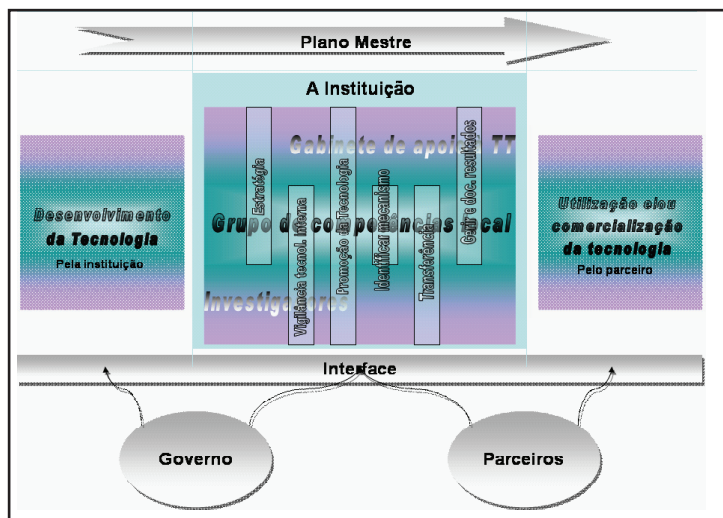 Plano Mestre
A Instituição
Gabinete de apoio à TT
Desenvolvimento
da Tecnologia
Pela instituição
Grupo de competências local
Investigadores
Estratégia
Vigilância tecnol. interna
Promoção da Tecnologia
Identificar mecanismo
Transferência
Gerir e doc. resultados
Utilização e/ou
comercialização
da tecnologia
Pelo parceiro
Interface
Governo
Parceiros